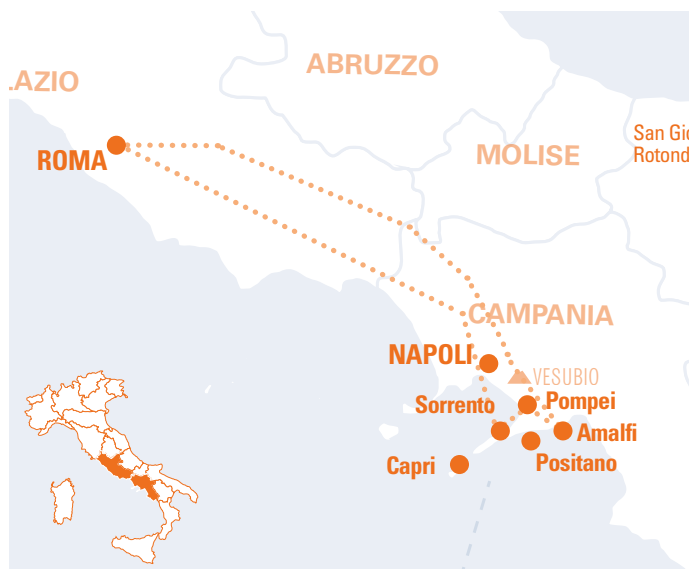 ABRUZZO
LAZIO
San Gio
Rotond
ROMA
MOLISE
CAMPANIA
NAPOLI
VESUBIO
Sorrento
Pompei
Amalfi
Capri
Positano